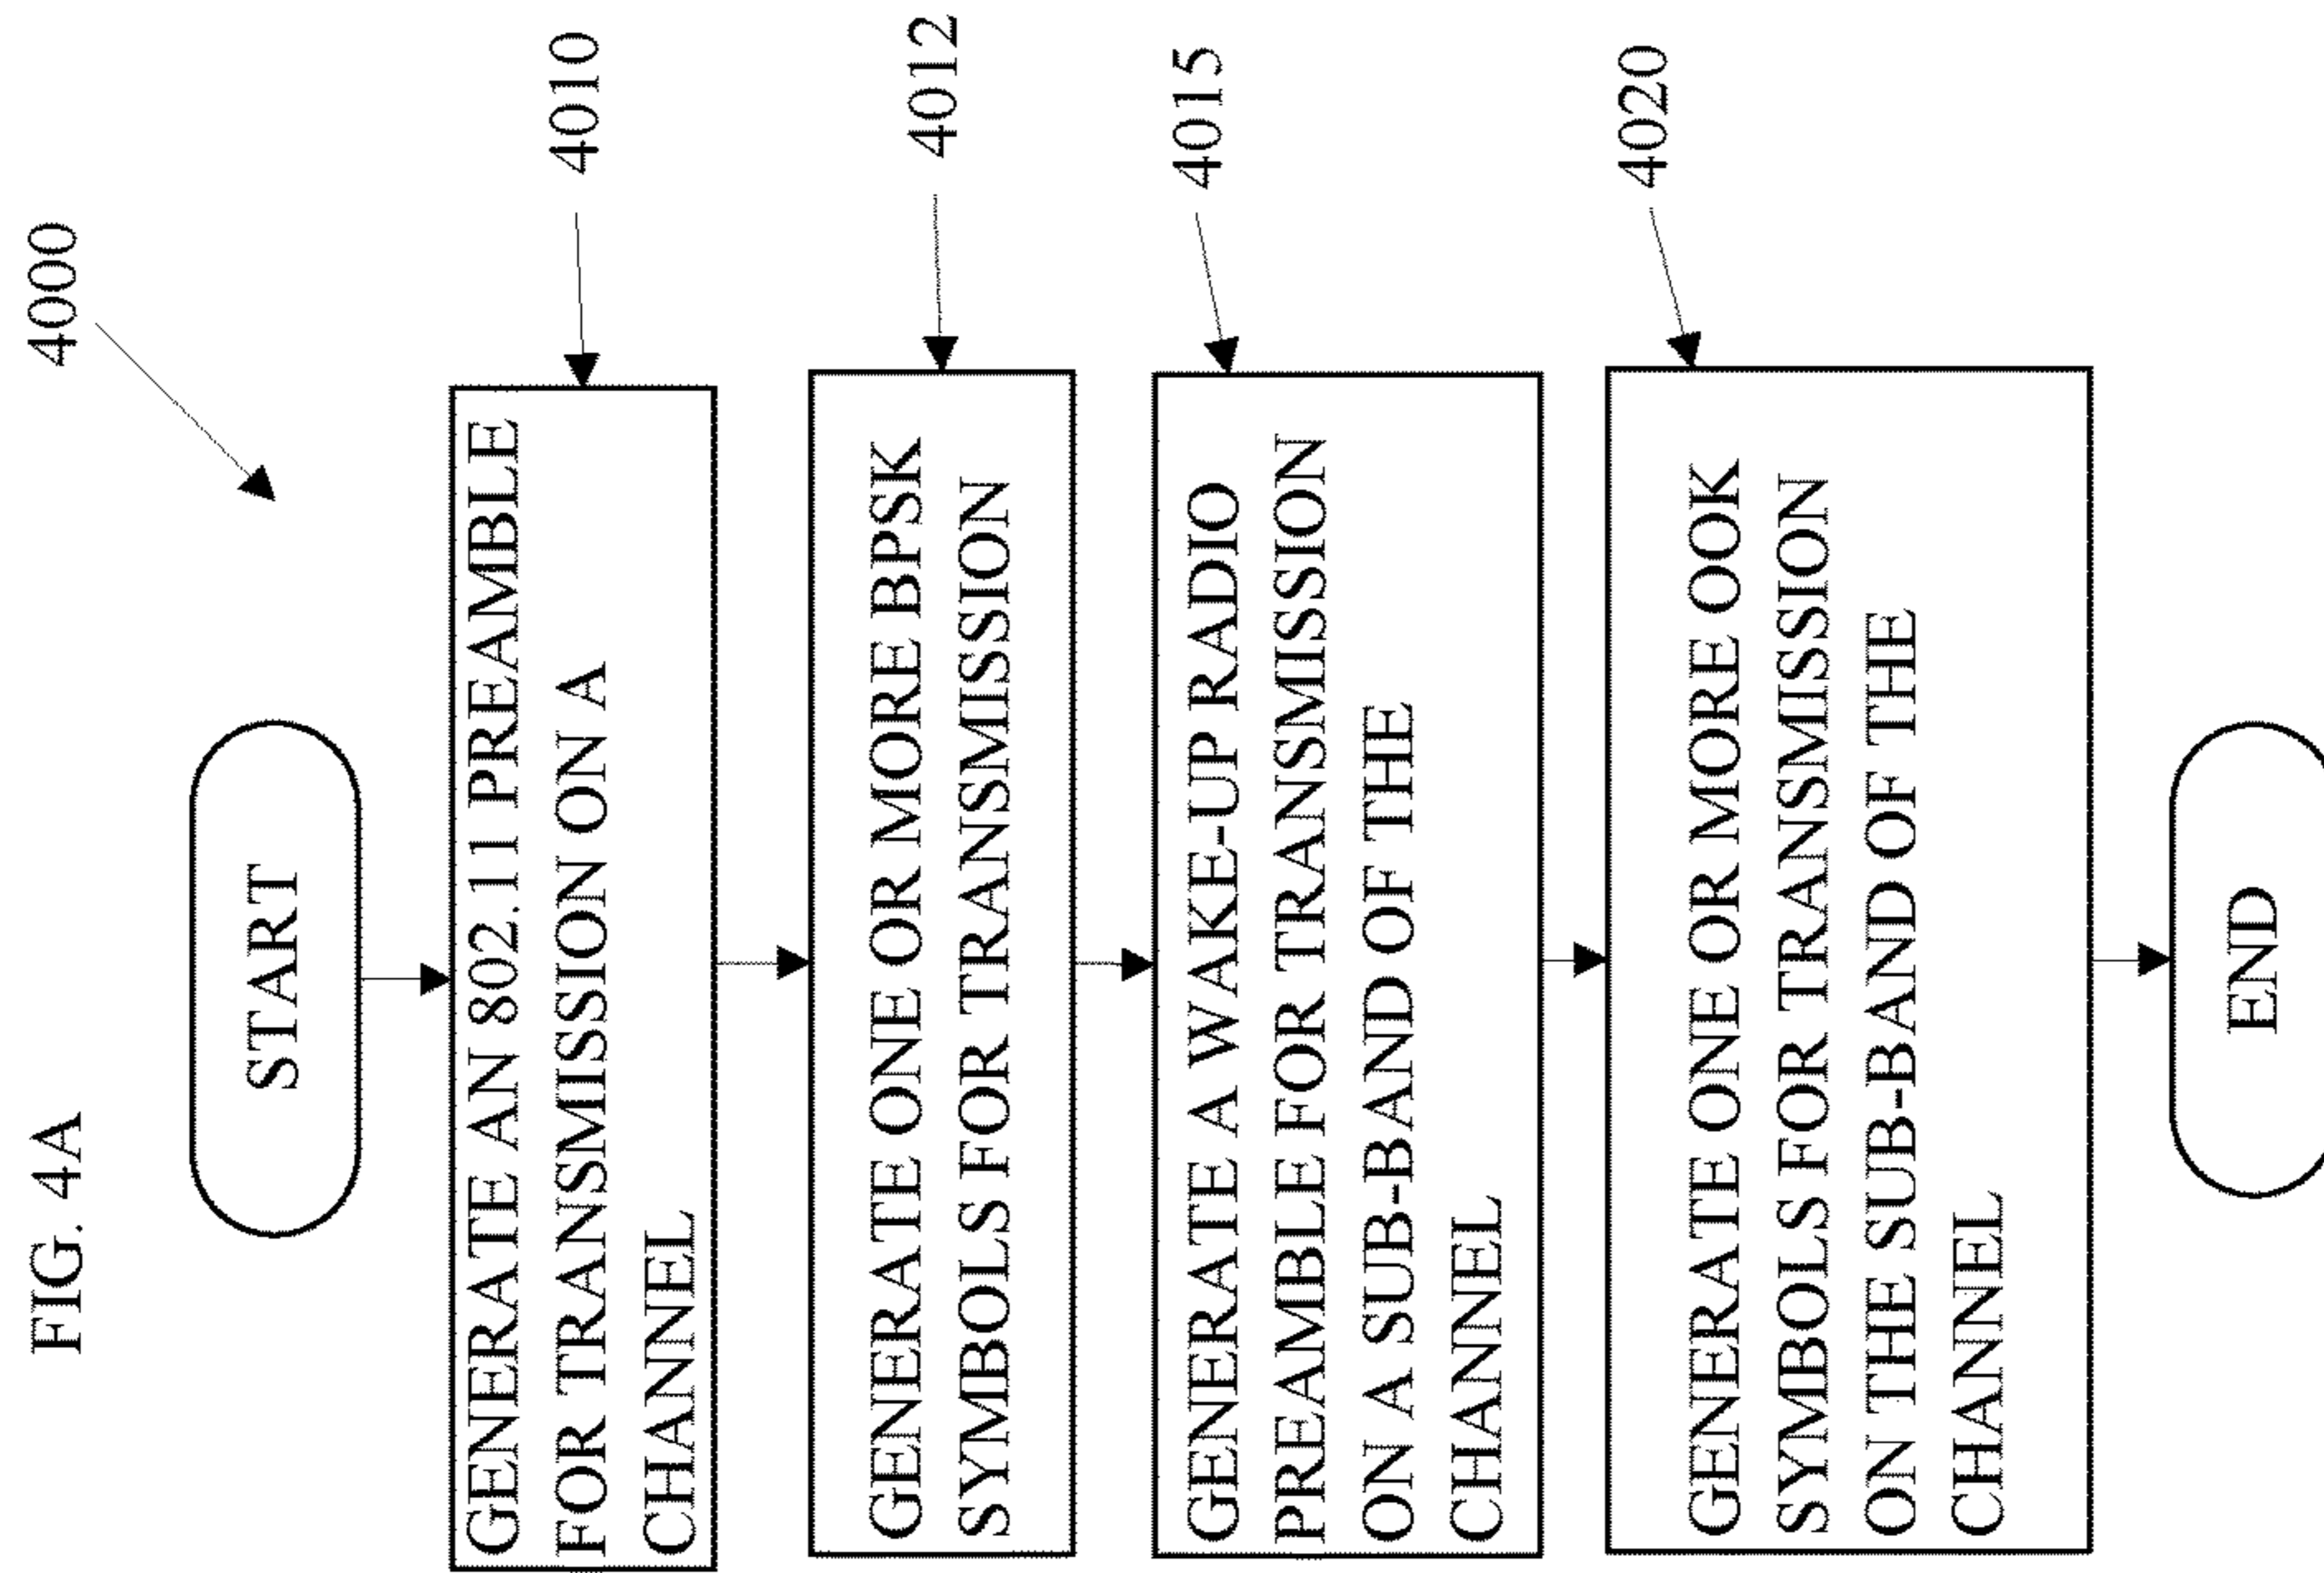 FIG. 4A
4000
START
GENERATE AN 802.11 PREAMBLE
FOR TRANSMISSION ON A
CHANNEL
4010
GENERATE ONE OR MORE BPSK
SYMBOLS FOR TRANSMISSION
4012
GENERATE A WAKE-UP RADIO
PREAMBLE FOR TRANSMISSION
ON A SUB-BAND OF THE
CHANNEL
4015
GENERATE ONE OR MORE OOK
SYMBOLS FOR TRANSMISSION
ON THE SUB-BAND OF THE
CHANNEL
4020
END